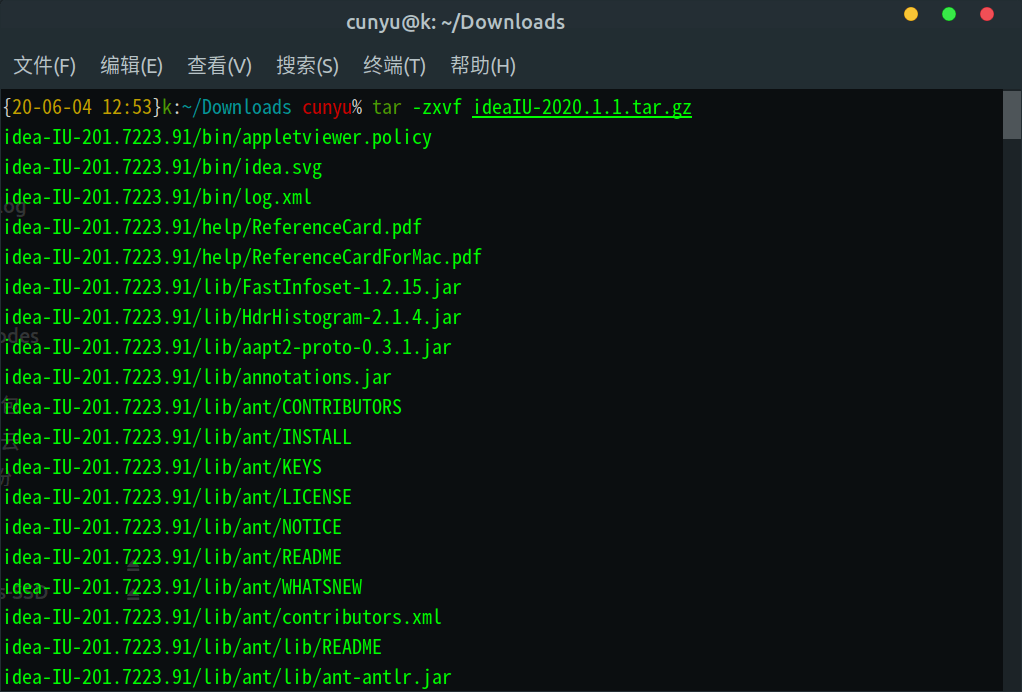 cunyu@k: ~/Downloads
文件(F) 编辑(E) 查看(V) 搜索(S) 终端(T) 帮助(H)
{20-06-04 12:53}k:~/Downloads cunyu% tar -zxvf ideaIU-2020.1.1.tar.gz
idea-IU-201.7223.91/bin/appletviewer.policy
idea-IU-201.7223.91/bin/idea.svg
idea-IU-201.7223.91/bin/log.xml
idea-IU-201.7223.91/help/ReferenceCard.pdf
idea-IU-201.7223.91/help/ReferenceCardForMac.pdf
idea-IU-201.7223.91/lib/FastInfoset-1.2.15.jar
idea-IU-201.7223.91/lib/HdrHistogram-2.1.4.jar
idea-IU-201.7223.91/lib/aapt2-proto-0.3.1.jar
idea-IU-201.7223.91/lib/annotations.jar
idea-IU-201.7223.91/lib/ant/CONTRIBUTORS
idea-IU-201.7223.91/lib/ant/INSTALL
idea-IU-201.7223.91/lib/ant/KEYS
idea-IU-201.7223.91/lib/ant/LICENSE
idea-IU-201.7223.91/lib/ant/NOTICE
idea-IU-201.7223.91/lib/ant/README
idea-IU-201.7223.91/lib/ant/WHATSNEW
idea-IU-201.7223.91/lib/ant/contributors.xml
idea-IU-201.7223.91/lib/ant/lib/README
idea-IU-201.7223.91/lib/ant/lib/ant-antlr.jar